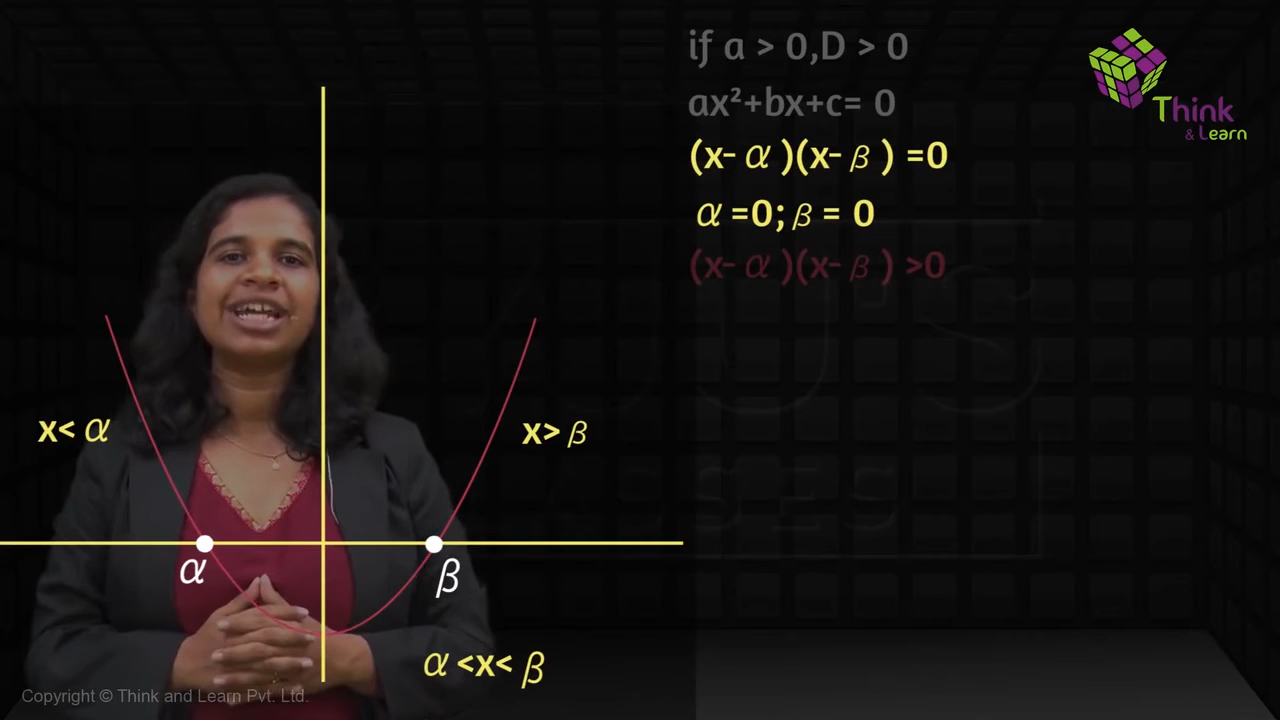 if a > 0,D > 0
ax²+bx+c= 0
(x- α )(x- β ) =0
α =0; β = 0
(x- α )(x- β ) >0
Think
& Learn
x< α
x> β
α
β
α <x< β
Copyright © Think and Learn Pvt. Ltd.